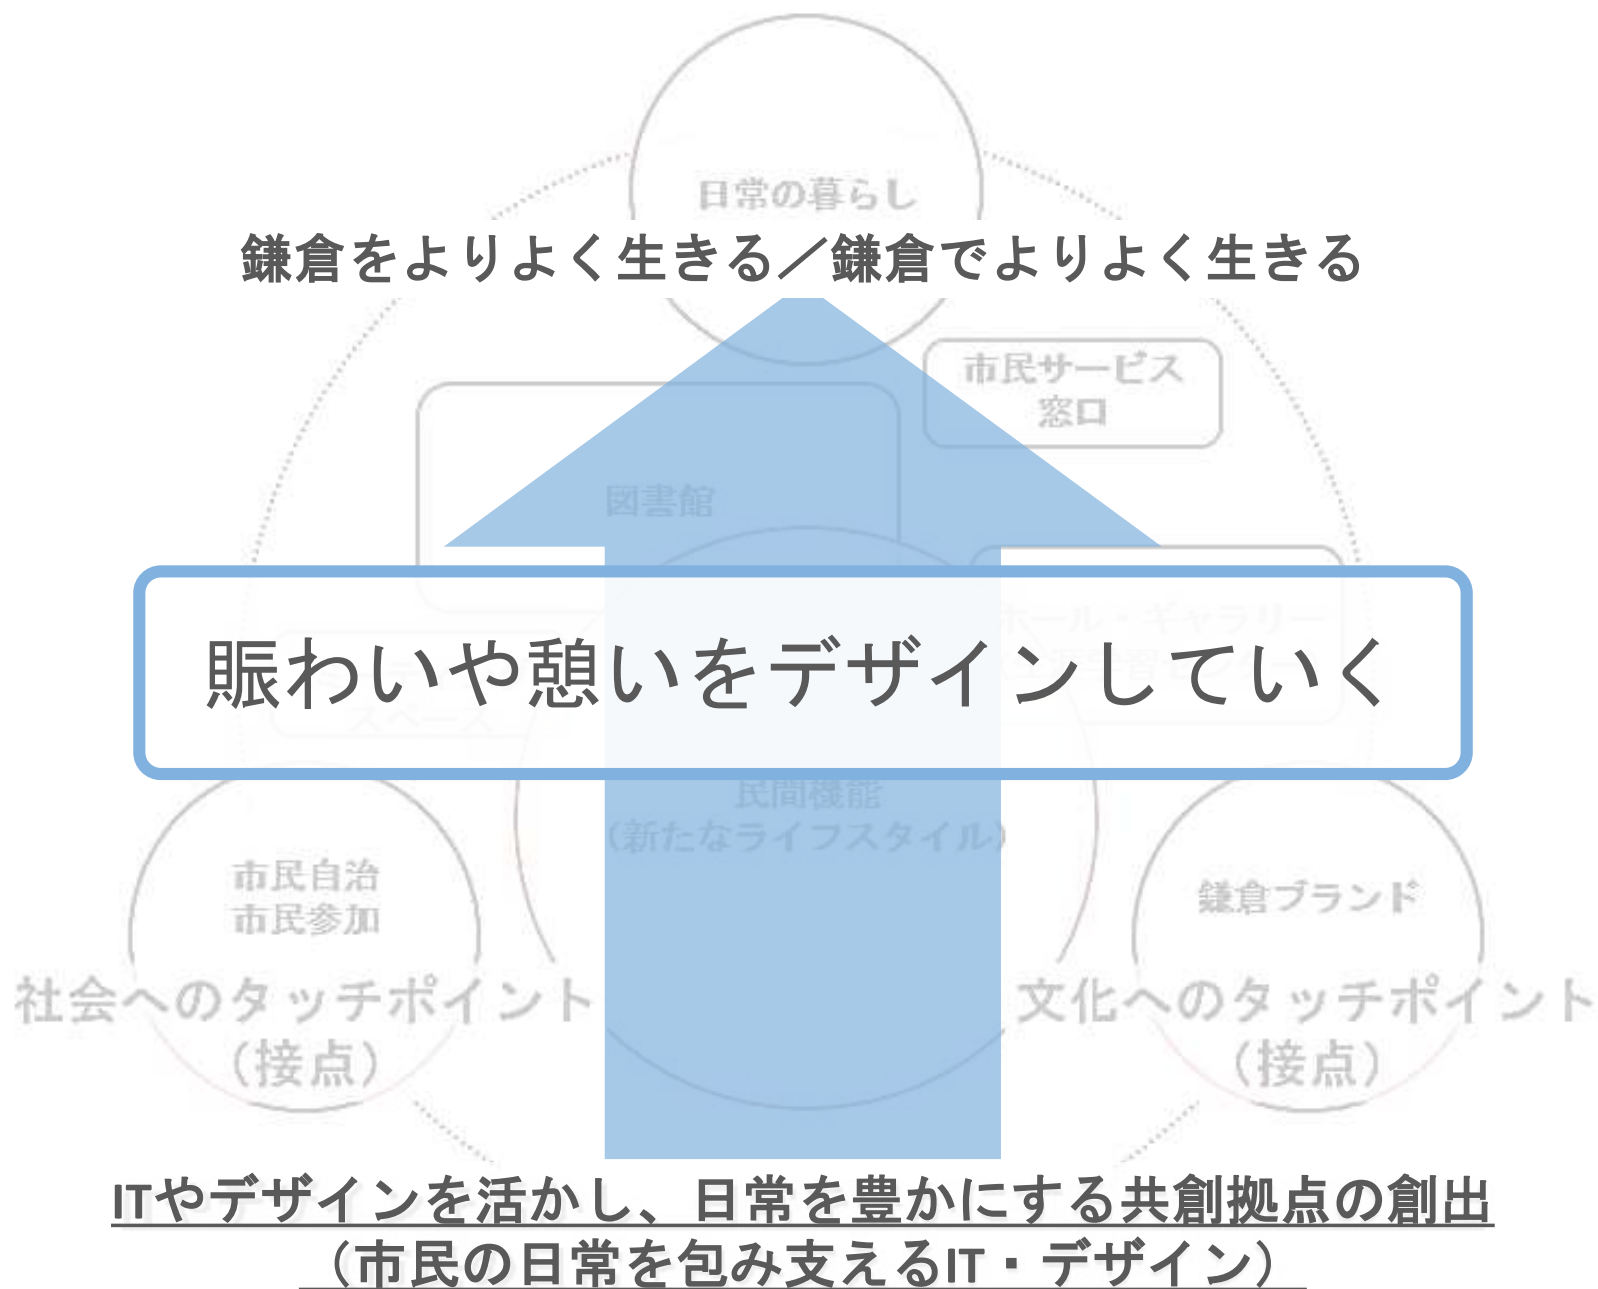 日常の暮らし
鎌倉をよりよく生きる／鎌倉でよりよく生きる
市民サービス
窓口
図書館
ホール・ギャラリー
賑わいや憩いをデザインしていく
スペース
民間機能
（新たなライフスタイル）
市民自治
市民参加
鎌倉ブランド
社会へのタッチポイント
（接点）
文化へのタッチポイント
（接点）
ITやデザインを活かし、日常を豊かにする共創拠点の創出
（市民の日常を包み支えるIT・デザイン）